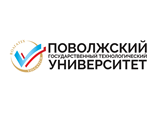 ПОВОЛЖСКИЙ
ГОСУДАРСТВЕННЫЙ ТЕХНОЛОГИЧЕСКИЙ
УНИВЕРСИТЕТ